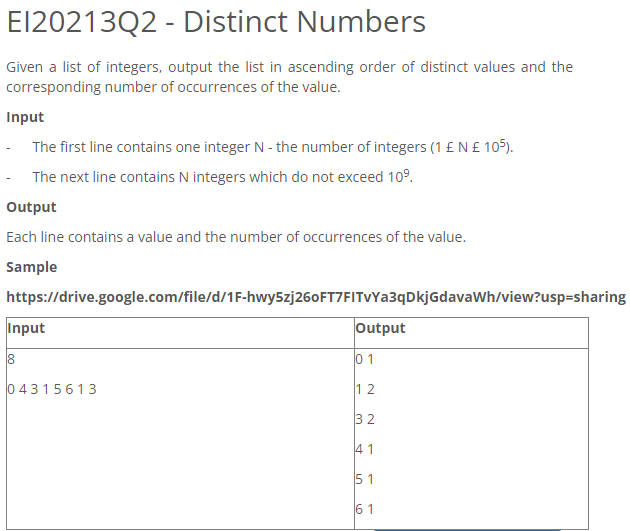 EI20213Q2 - Distinct Numbers
Given a list of integers, output the list in ascending order of distinct values and the
corresponding number of occurrences of the value.
Input
- The first line contains one integer N - the number of integers (1 £ N £ 10⁵).
- The next line contains N integers which do not exceed 10⁹.
Output
Each line contains a value and the number of occurrences of the value.
Sample
https://drive.google.com/file/d/1F-hwy5zj26oFT7FITvYa3qDkjGdavaWh/view?usp=sharing
Input Output
8 0 1
0 4 3 1 5 6 1 3 1 2
3 2
4 1
5 1
6 1